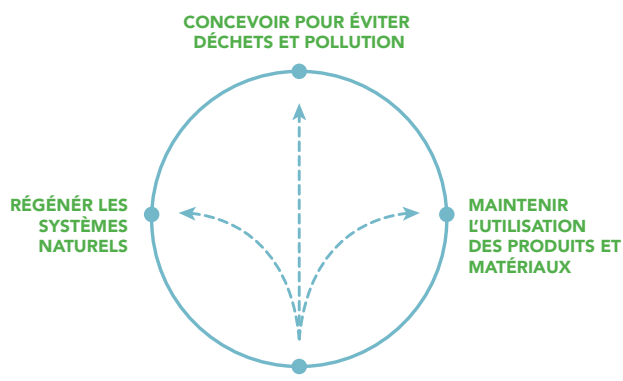 CONCEVOIR POUR ÉVITER
DÉCHETS ET POLLUTION
RÉGÉNÉR LES
SYSTÈMES
NATURELS
MAINTENIR
L'UTILISATION
DES PRODUITS ET
MATÉRIAUX